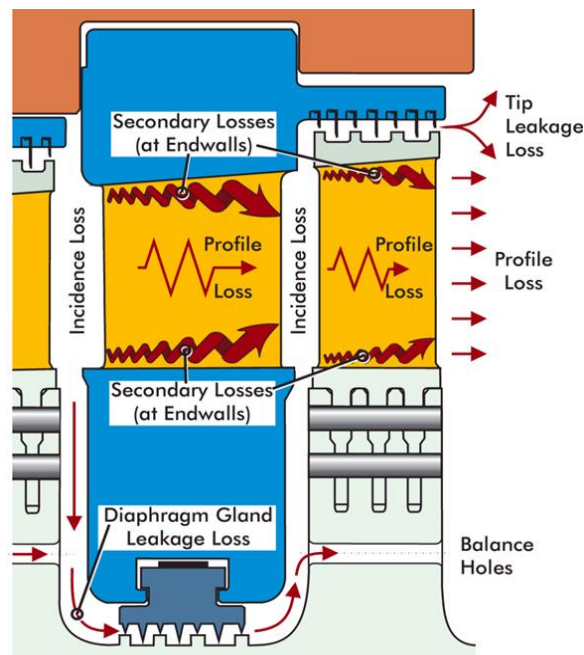 Secondary Losses
(at Endwalls)
Tip
Leakage
Loss
Incidence Loss
Profile
Loss
Incidence Loss
Profile
Loss
Profile
Loss
Secondary Losses
(at Endwalls)
Diaphragm Gland
Leakage Loss
Balance
Holes